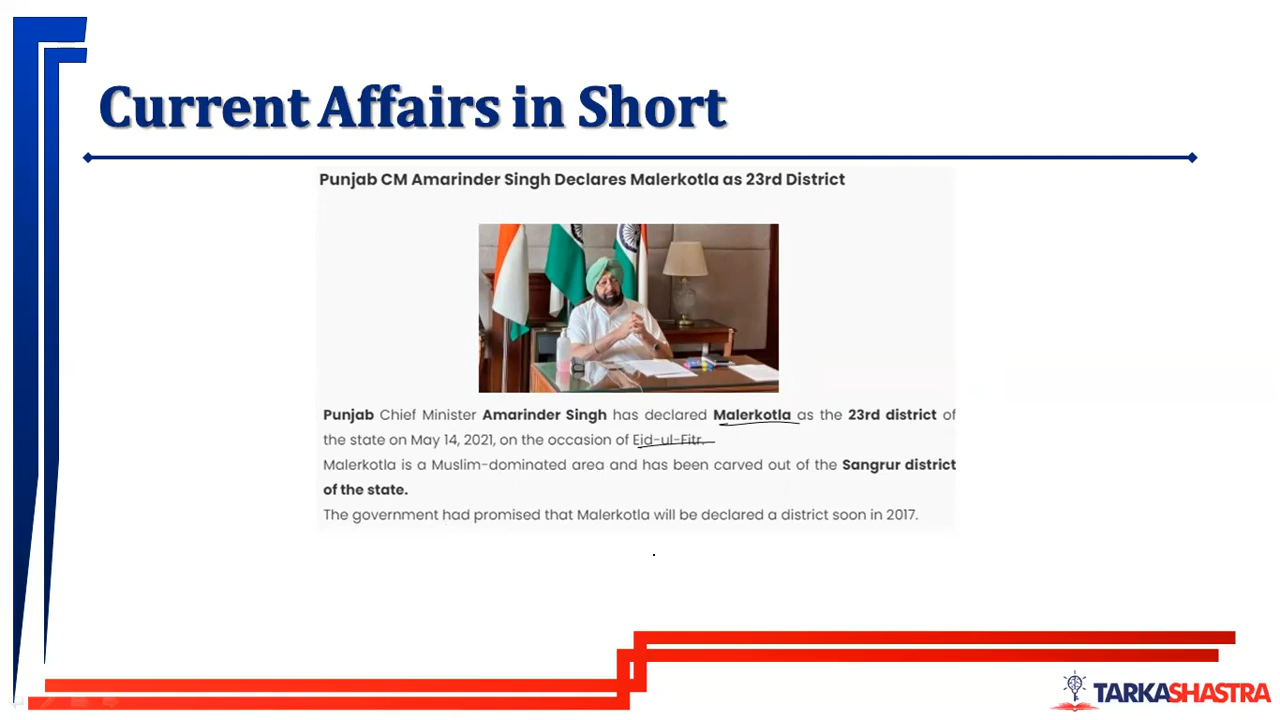 Current Affairs in Short
Punjab CM Amarinder Singh Declares Malerkotla as 23rd District
Punjab Chief Minister Amarinder Singh has declared Malerkotla as the 23rd district of
the state on May 14, 2021, on the occasion of Eid-ul-Fitr.
Malerkotla is a Muslim-dominated area and has been carved out of the Sangrur district
of the state.
The government had promised that Malerkotla will be declared a district soon in 2017.
TARKASHASTRA